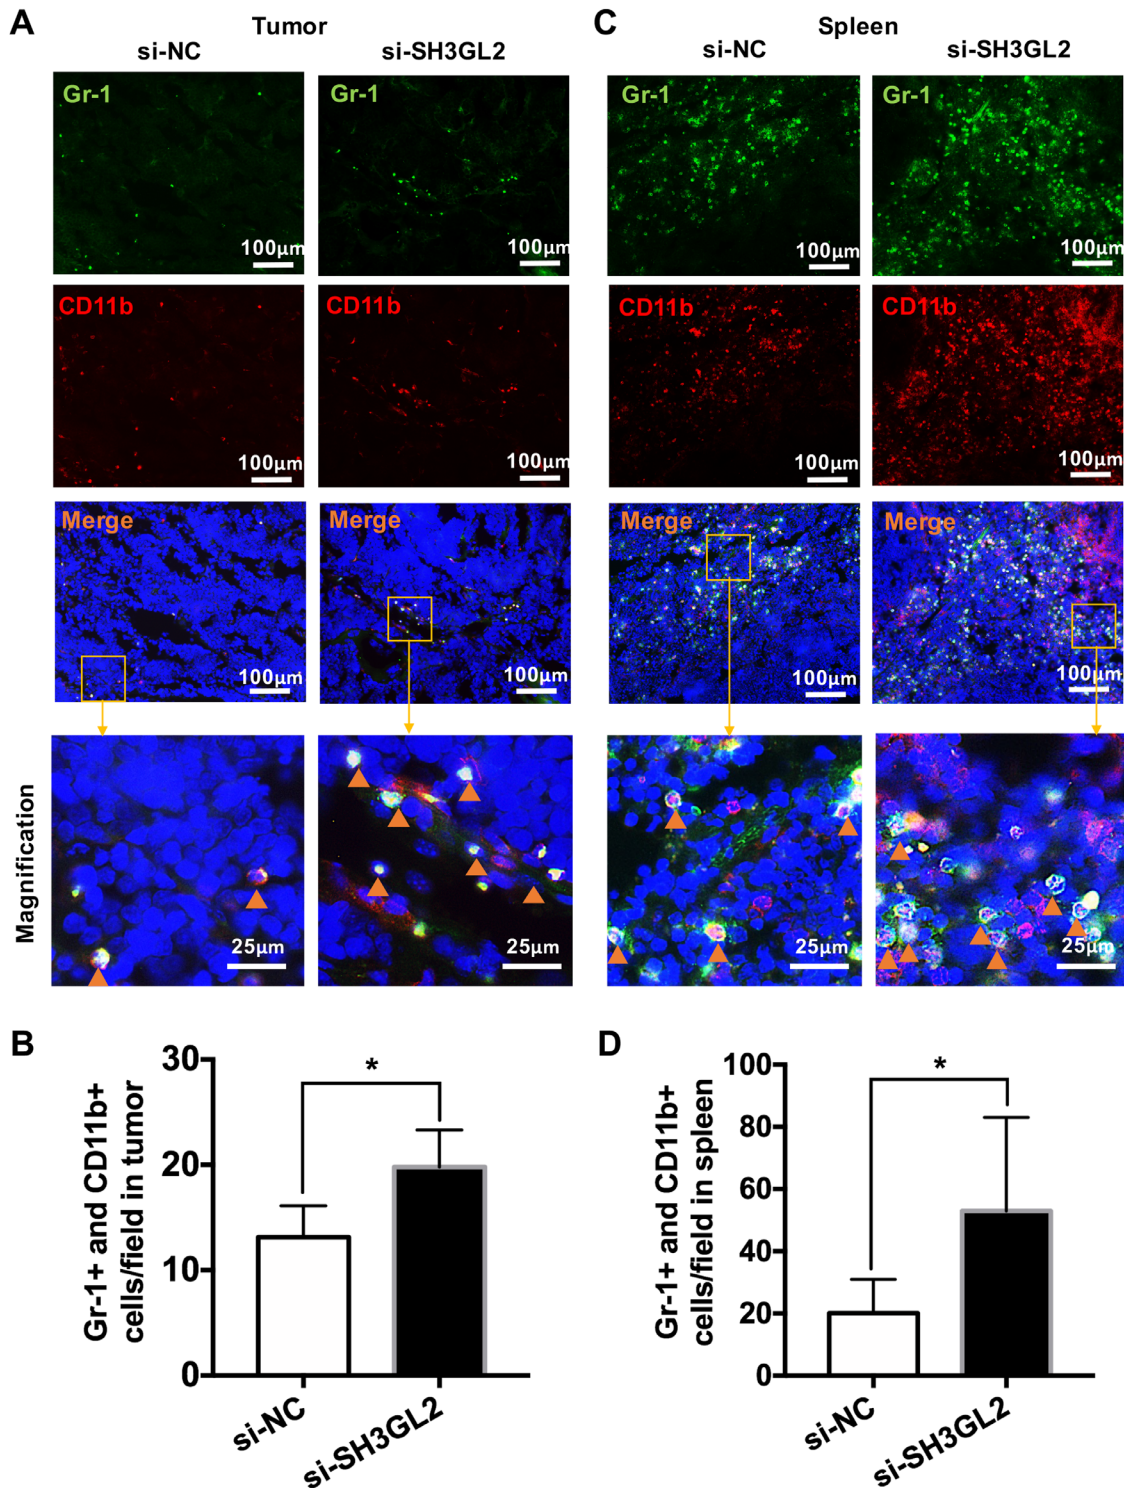 A
Tumor
si-NC
si-SH3GL2
Gr-1
100μm
Gr-1
100μm
CD11b
100μm
CD11b
100μm
Merge
100μm
Merge
100μm
Magnification
25μm
25μm
C
Spleen
si-NC
si-SH3GL2
Gr-1
100μm
Gr-1
100μm
CD11b
100μm
CD11b
100μm
Merge
100μm
Merge
100μm
25μm
25μm
B
Gr-1+ and CD11b+
cells/field in tumor
30
20
10
0
*
si-NC
si-SH3GL2
D
Gr-1+ and CD11b+
cells/field in spleen
100
80
60
40
20
0
*
si-NC
si-SH3GL2